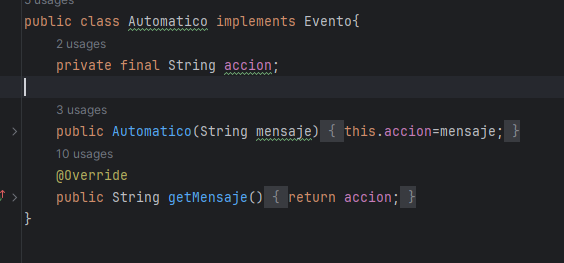 5 usages
public class Automatico implements Evento{
2 usages
private final String accion;
3 usages
public Automatico(String mensaje) { this.accion=mensaje; }
10 usages
@Override
public String getMensaje() { return accion; }
}